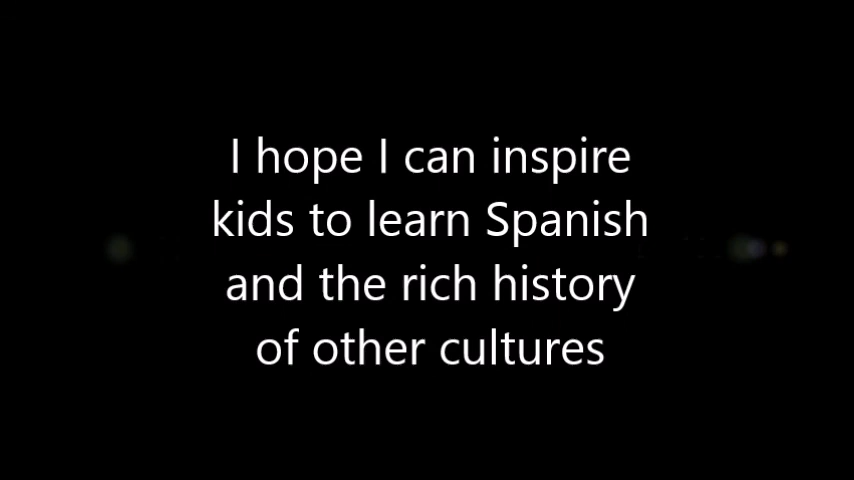 I hope I can inspire
kids to learn Spanish
and the rich history
of other cultures